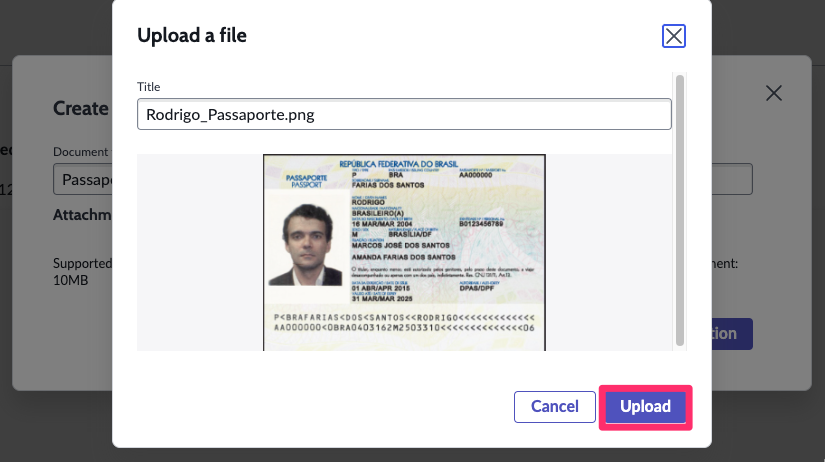 Upload a file
Title
Rodrigo_Passaporte.png
REPÚBLICA FEDERATIVA DO BRASIL
PASSAPORTE
PASSPORT
P BRA AA000000
FARIAS DOS SANTOS
RODRIGO
BRASILEIRO(A)
16 MAR/MAR 2004 B0123456789
M BRASÍLIA/DF
MARCOS JOSÉ DOS SANTOS
AMANDA FARIAS DOS SANTOS
01 ABR/APR 2015 DPAS/DPF
31 MAR/MAR 2025
P<BRAFARIAS<DOS<SANTOS<<RODRIGO<<<<<<<<<<<<<
AA000000<0BRA0403162M2503310<<<<<<<<<<<<<<06
Cancel
Upload
Create
Document
Passapo
Attachm
Supported
ment:
10MB
tion